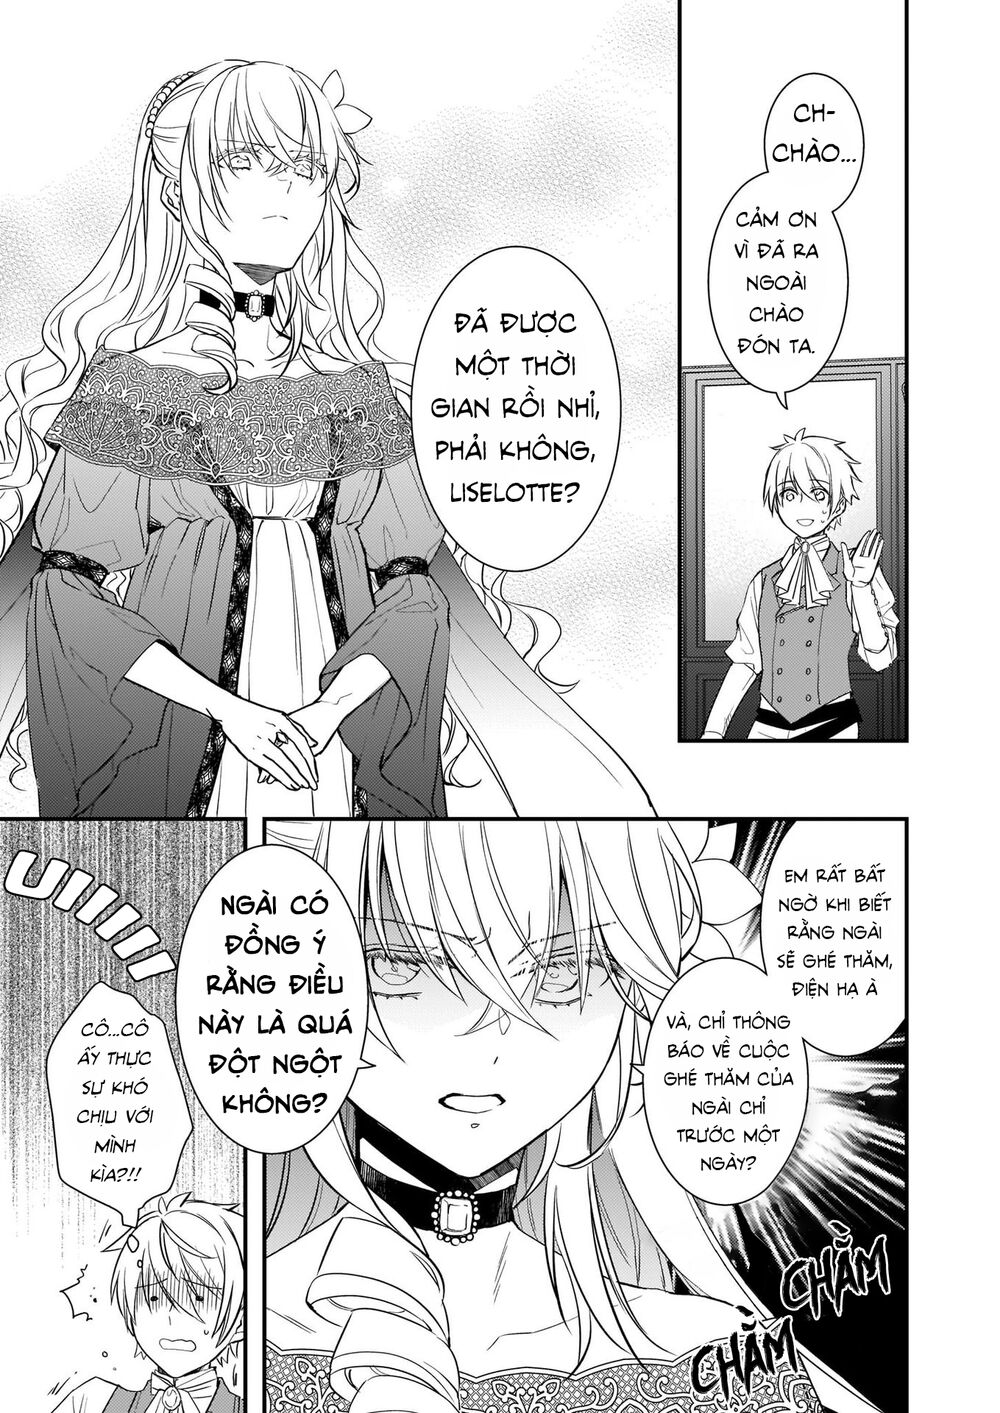 CH-
CHÀO...
CẢM ƠN
VÌ ĐÃ RA
NGOÀI
CHÀO
ĐÓN TA.
ĐÃ ĐƯỢC
MỘT THỜI
GIAN RỒI NHỈ,
PHẢI KHÔNG,
LISELOTTE?
EM RẤT BẤT
NGỜ KHI BIẾT
RẰNG NGÀI
SẼ GHÉ THĂM,
ĐIỆN HẠ À
VÀ, CHỈ THÔNG
BÁO VỀ CUỘC
GHÉ THĂM CỦA
NGÀI CHỈ
TRƯỚC MỘT
NGÀY?
CHẰM
CHẰM
NGÀI CÓ
ĐỒNG Ý
RẰNG ĐIỀU
NÀY LÀ QUÁ
ĐỘT NGỘT
KHÔNG?
UIIIII
CÔ...CÔ
ẤY THỰC
SỰ KHÓ
CHỊU VỚI
MÌNH
KÌA?!!